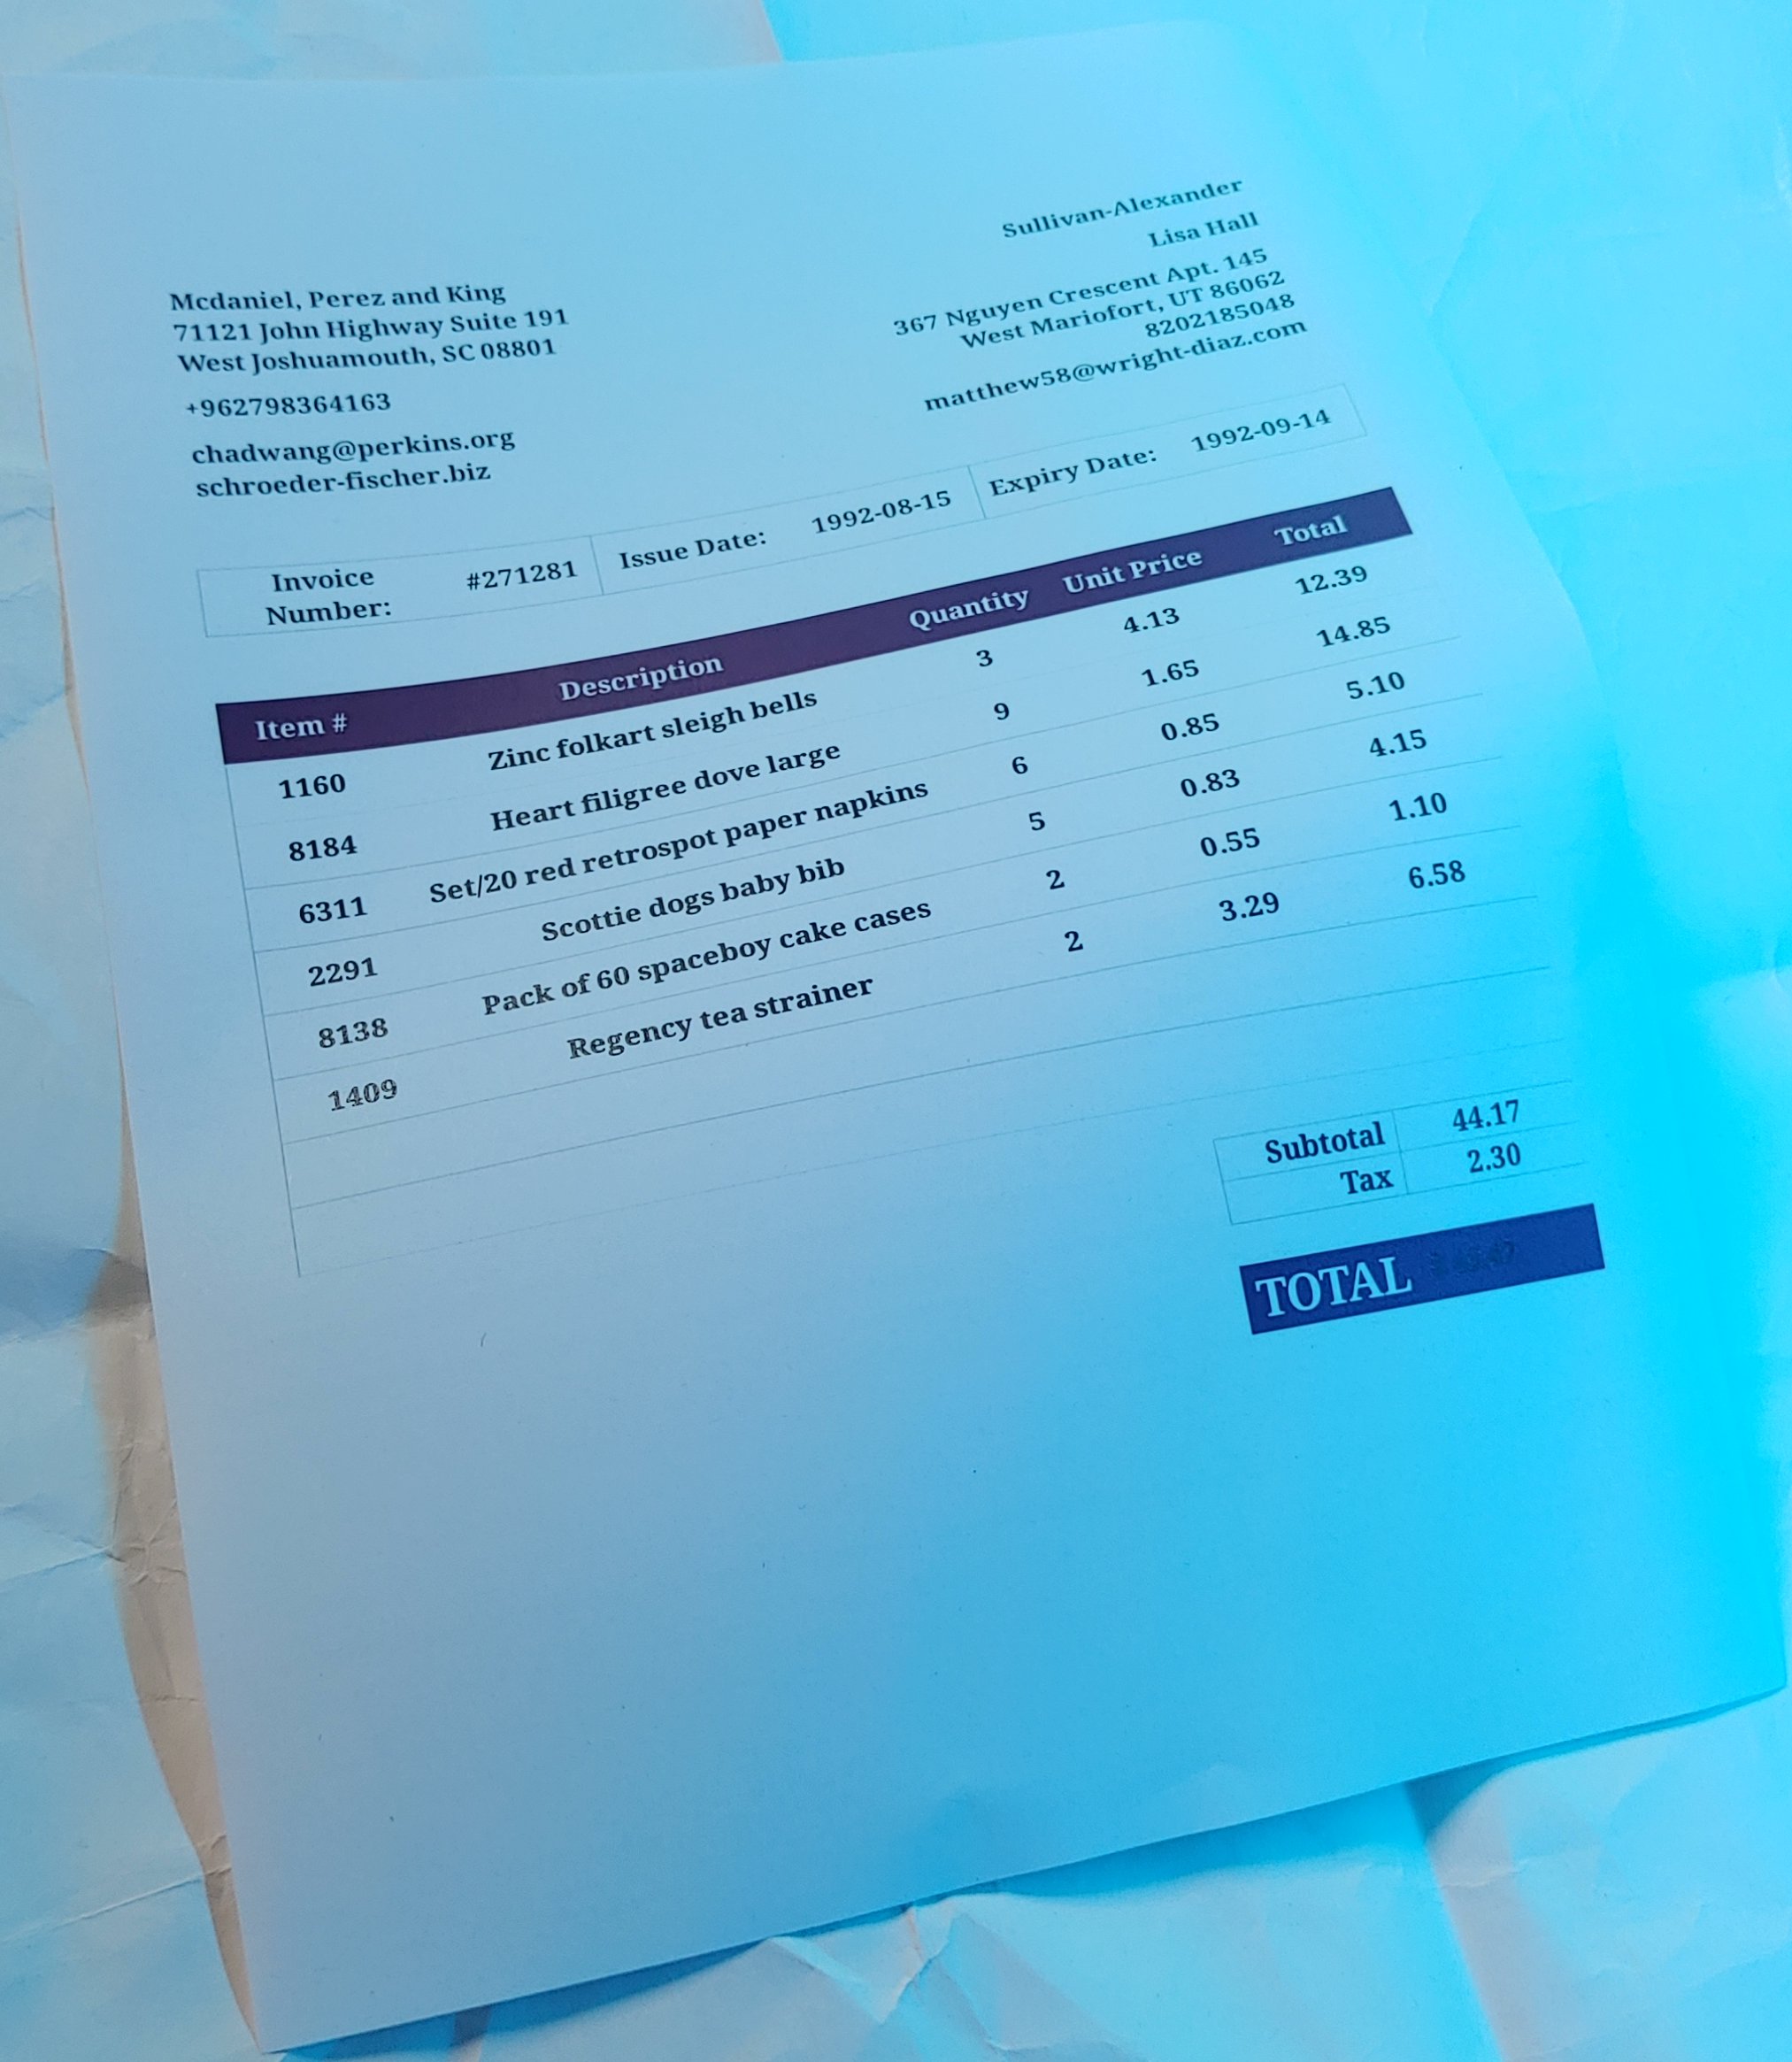 Sullivan-Alexander
Lisa Hall
367 Nguyen Crescent Apt. 145
West Mariofort, UT 86062
8202185048
matthew58@wright-diaz.com
Mcdaniel, Perez and King
71121 John Highway Suite 191
West Joshuamouth, SC 08801
+962798364163
chadwang@perkins.org
schroeder-fischer.biz
Invoice Number: #271281 Issue Date: 1992-08-15 Expiry Date: 1992-09-14
Item # Description Quantity Unit Price Total
1160 Zinc folkart sleigh bells 3 4.13 12.39
8184 Heart filigree dove large 9 1.65 14.85
6311 Set/20 red retrospot paper napkins 6 0.85 5.10
2291 Scottie dogs baby bib 5 0.83 4.15
8138 Pack of 60 spaceboy cake cases 2 0.55 1.10
1409 Regency tea strainer 2 3.29 6.58
Subtotal 44.17
Tax 2.30
TOTAL